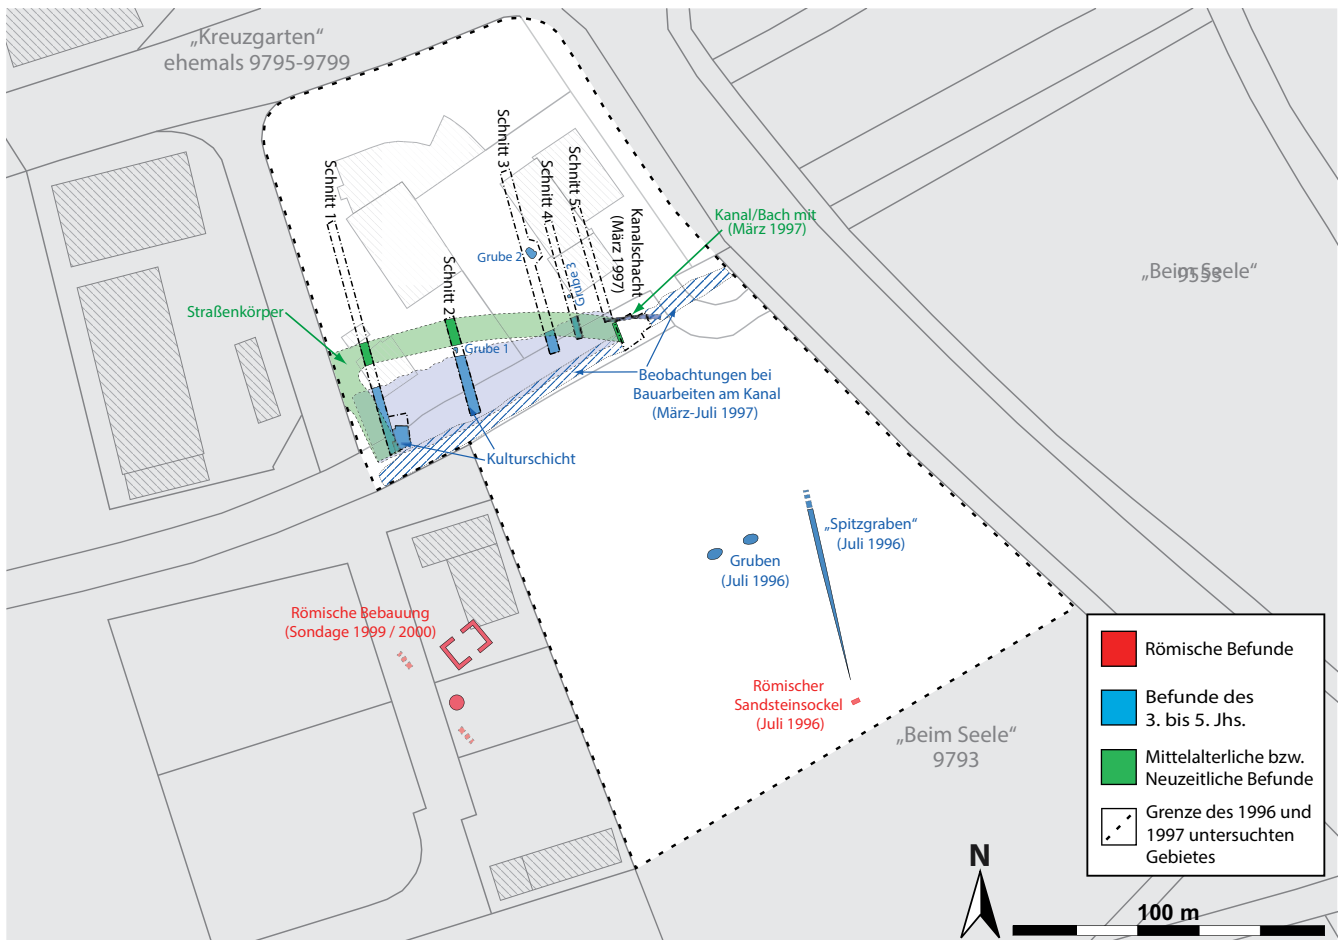 „Kreuzgarten“
ehemals 9795-9799
Schnitt 1
Schnitt 2
Schnitt 3
Schnitt 4
Schnitt 5
Kanalschacht
(März 1997)
Kanal/Bach mit
(März 1997)
Grube 2
Grube 3
Grube 1
Straßenkörper
„Beim Seele“
9553
Beobachtungen bei
Bauarbeiten am Kanal
(März-Juli 1997)
Kulturschicht
„Spitzgraben“
(Juli 1996)
Gruben
(Juli 1996)
Römische Bebauung
(Sondage 1999 / 2000)
Römischer
Sandsteinsockel
(Juli 1996)
„Beim Seele“
9793
Römische Befunde
Befunde des
3. bis 5. Jhs.
Mittelalterliche bzw.
Neuzeitliche Befunde
Grenze des 1996 und
1997 untersuchten
Gebietes
N
100 m